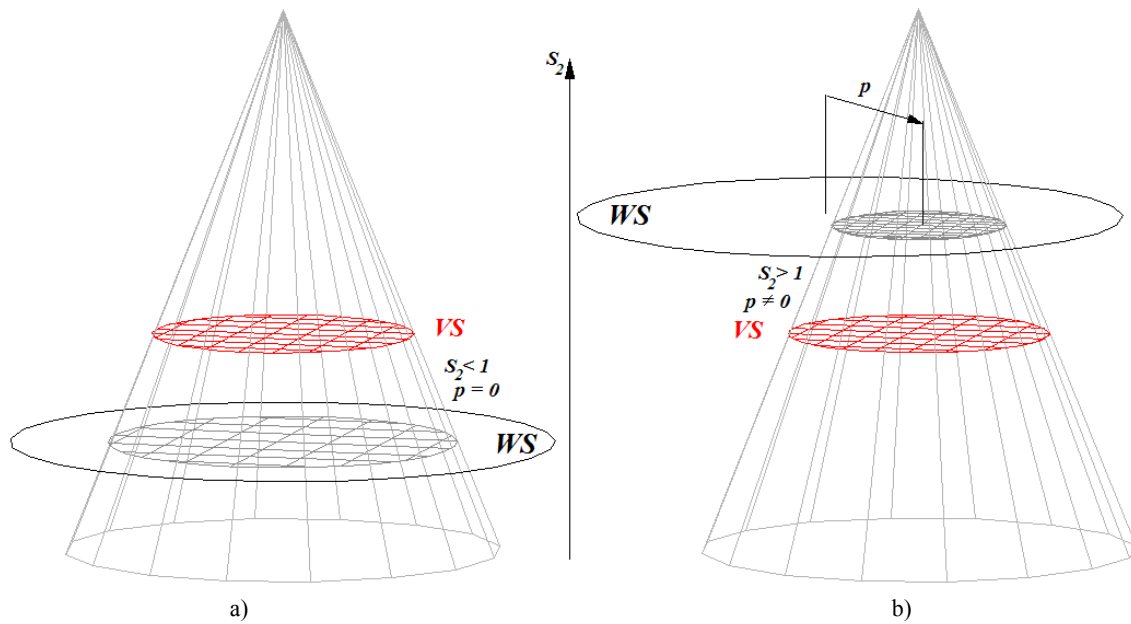 VS
S₂ < 1
p = 0
WS
a)
S₂
p
WS
S₂ > 1
p ≠ 0
VS
b)